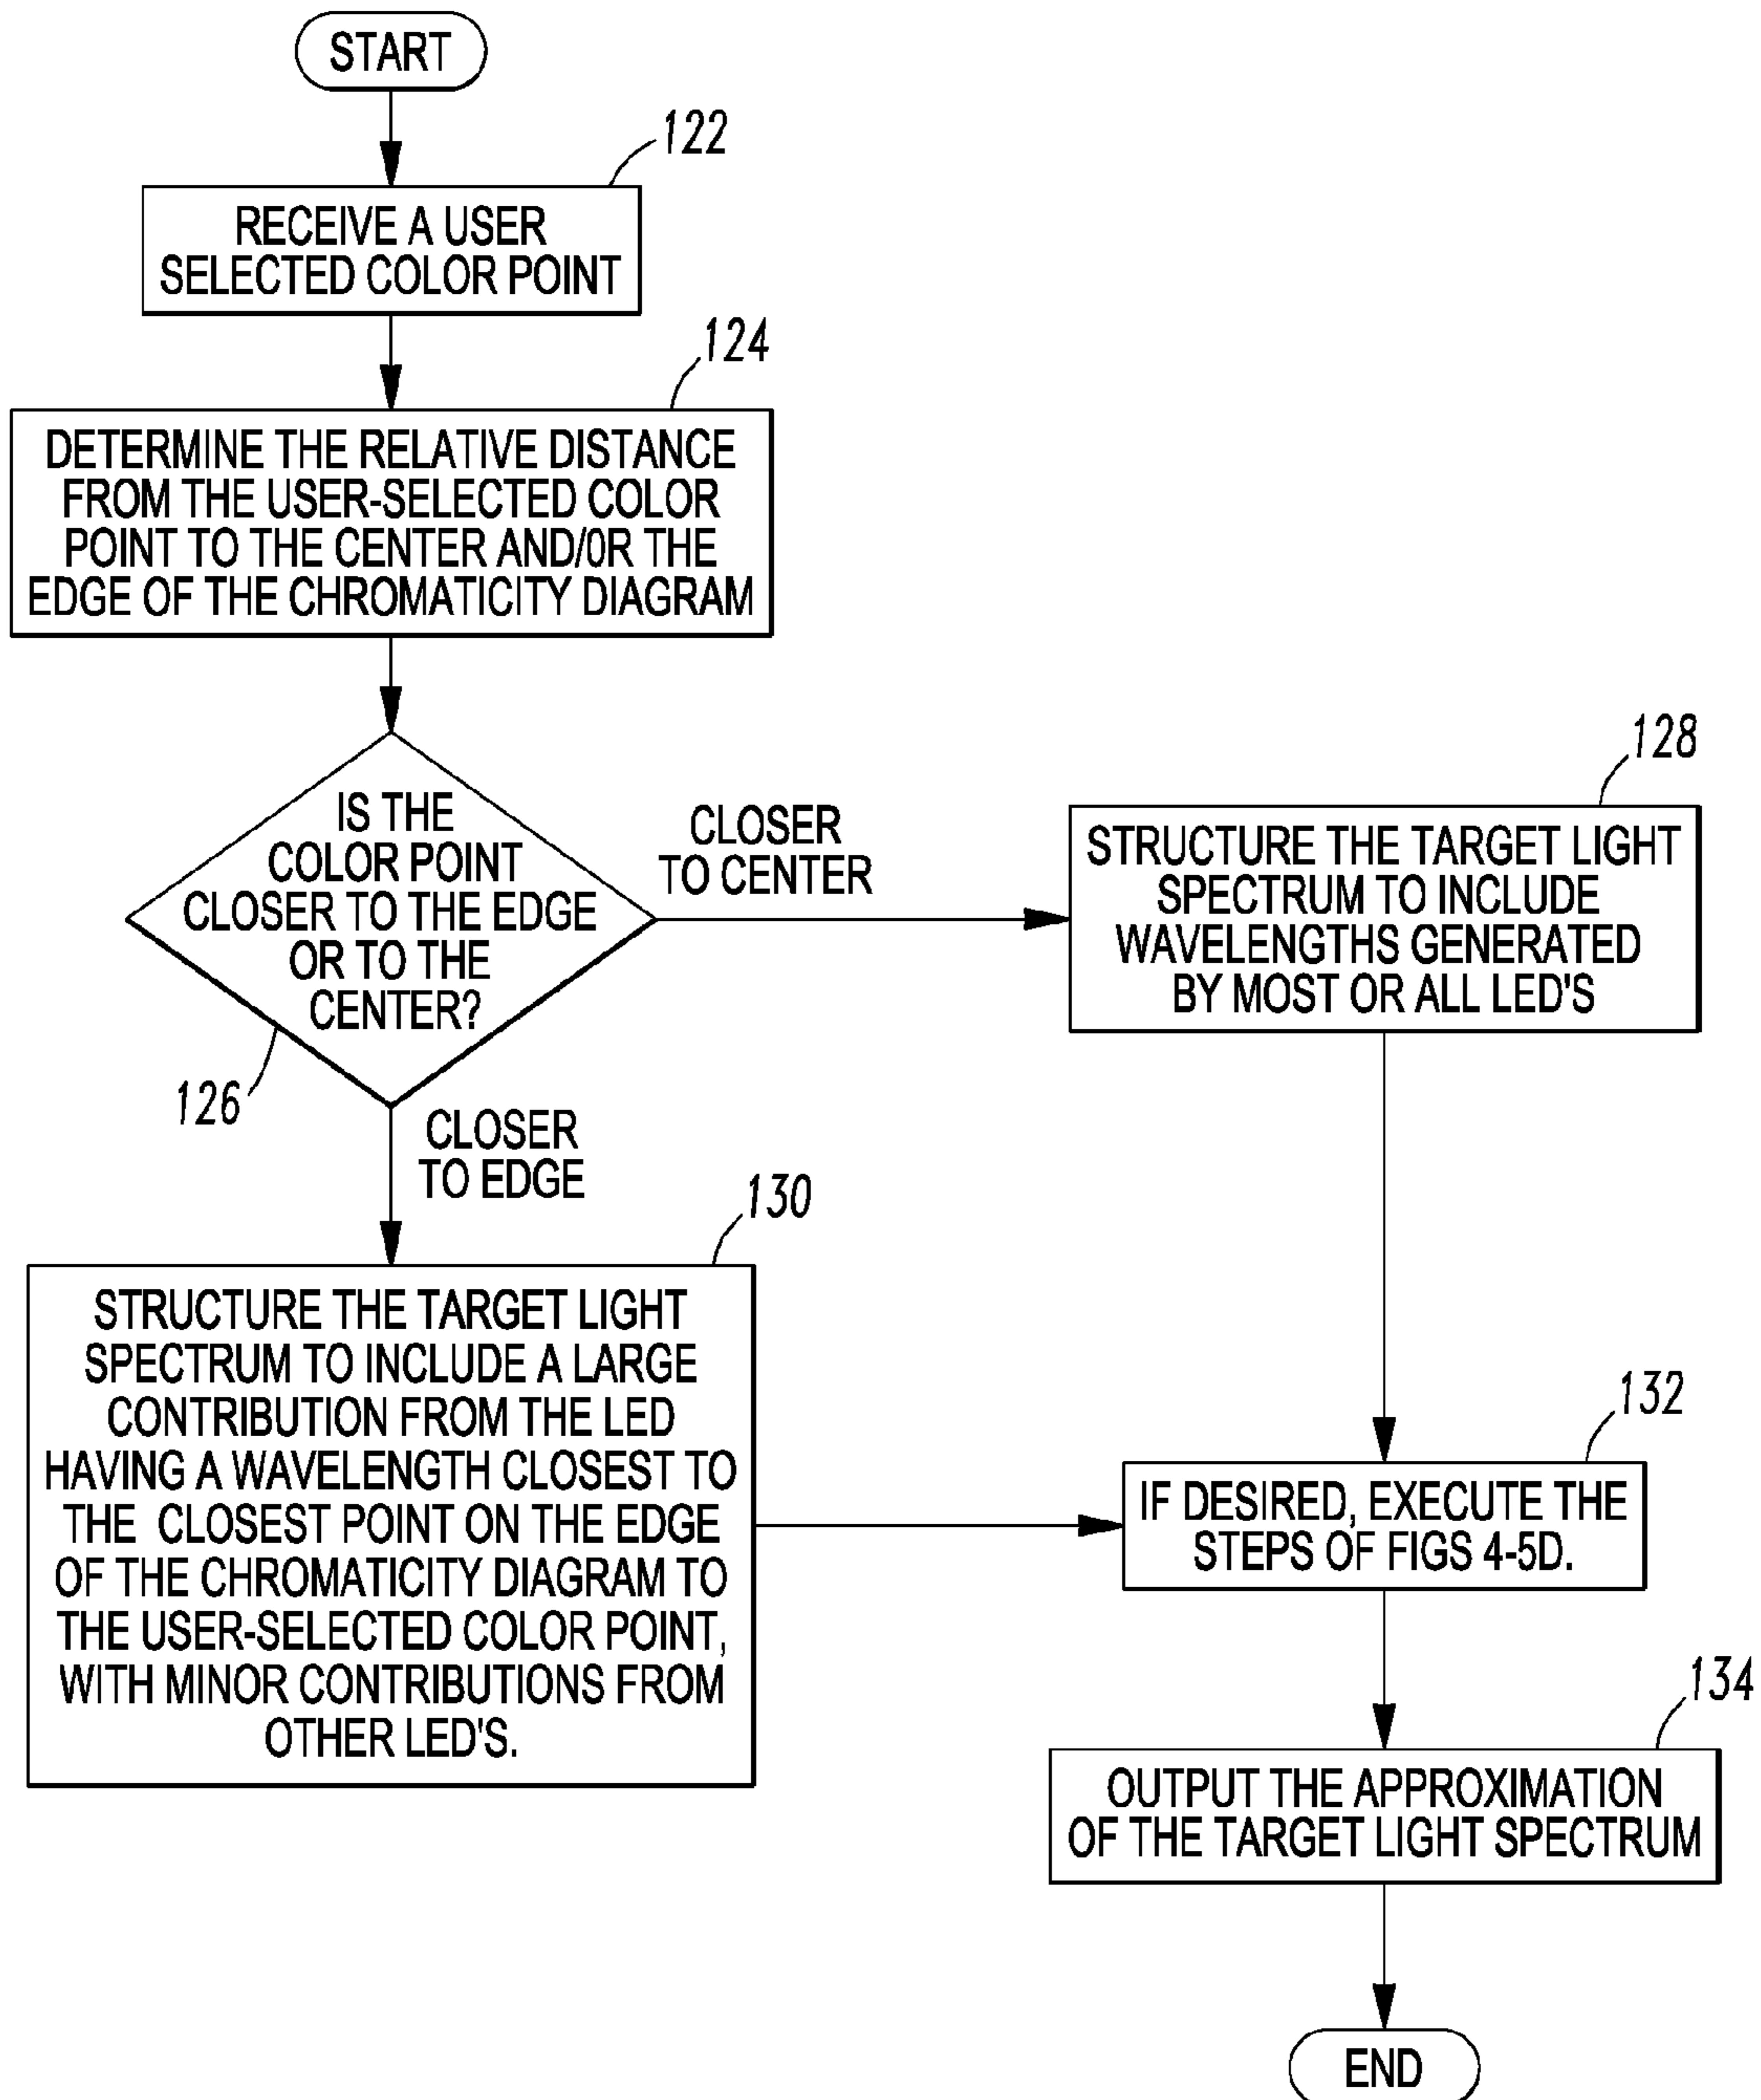 START
122
RECEIVE A USER
SELECTED COLOR POINT
124
DETERMINE THE RELATIVE DISTANCE
FROM THE USER-SELECTED COLOR
POINT TO THE CENTER AND/OR THE
EDGE OF THE CHROMATICITY DIAGRAM
IS THE
COLOR POINT
CLOSER TO THE EDGE
OR TO THE
CENTER?
126
CLOSER
TO CENTER
128
STRUCTURE THE TARGET LIGHT
SPECTRUM TO INCLUDE
WAVELENGTHS GENERATED
BY MOST OR ALL LED'S
CLOSER
TO EDGE
130
STRUCTURE THE TARGET LIGHT
SPECTRUM TO INCLUDE A LARGE
CONTRIBUTION FROM THE LED
HAVING A WAVELENGTH CLOSEST TO
THE CLOSEST POINT ON THE EDGE
OF THE CHROMATICITY DIAGRAM TO
THE USER-SELECTED COLOR POINT,
WITH MINOR CONTRIBUTIONS FROM
OTHER LED'S.
132
IF DESIRED, EXECUTE THE
STEPS OF FIGS 4-5D.
134
OUTPUT THE APPROXIMATION
OF THE TARGET LIGHT SPECTRUM
END